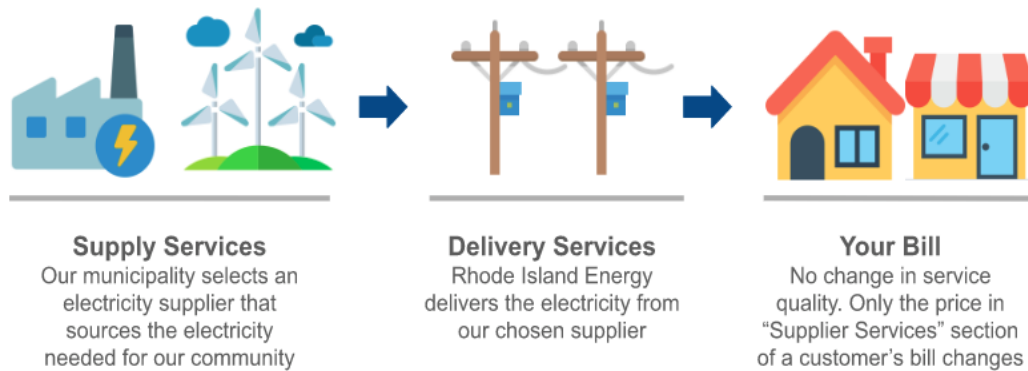 Supply Services
Our municipality selects an
electricity supplier that
sources the electricity
needed for our community
Delivery Services
Rhode Island Energy
delivers the electricity from
our chosen supplier
Your Bill
No change in service
quality. Only the price in
“Supplier Services” section
of a customer’s bill changes